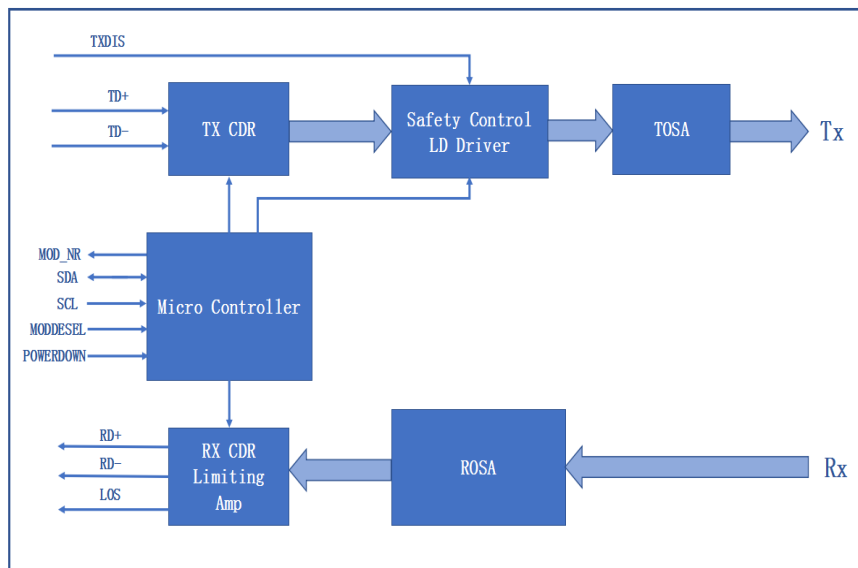 TXDIS
TD+
TX CDR
Safety Control
LD Driver
TOSA
Tx
TD-
MOD_NR
SDA
SCL
MODDESEL
POWERDOWN
Micro Controller
RD+
RD-
LOS
RX CDR
Limiting
Amp
ROSA
Rx